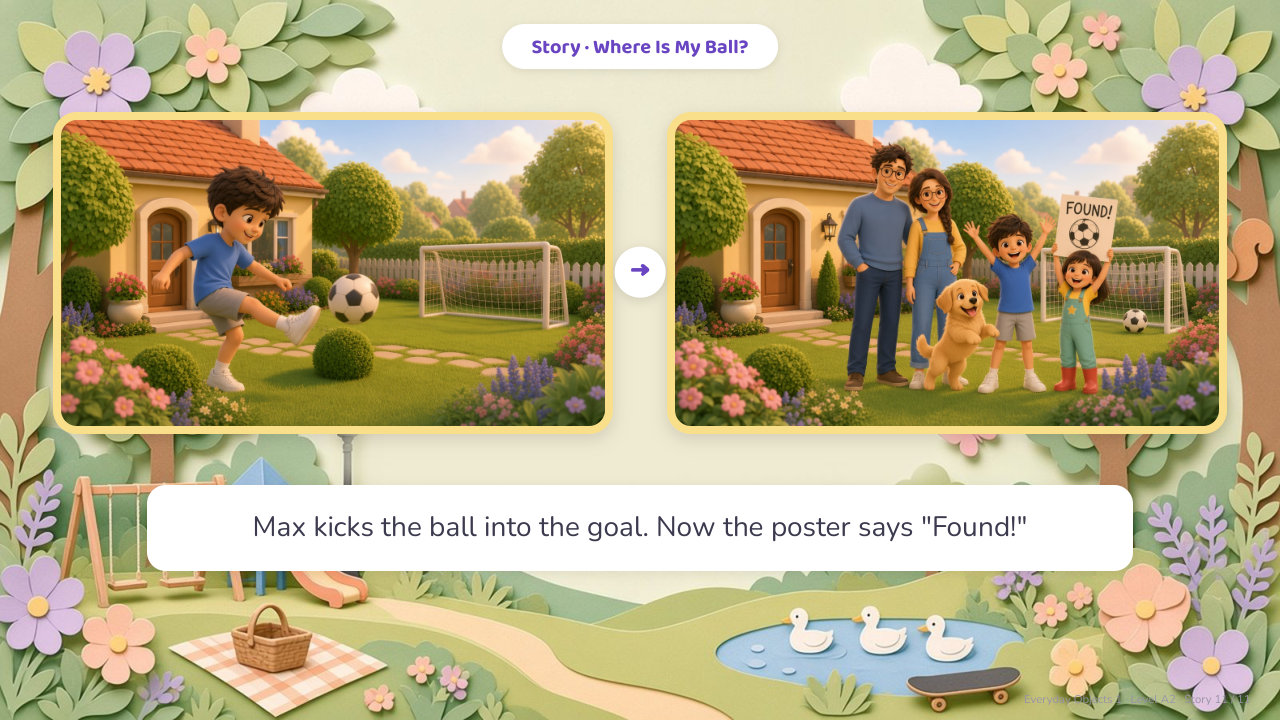 Story · Where Is My Ball?
FOUND!
Max kicks the ball into the goal. Now the poster says "Found!"